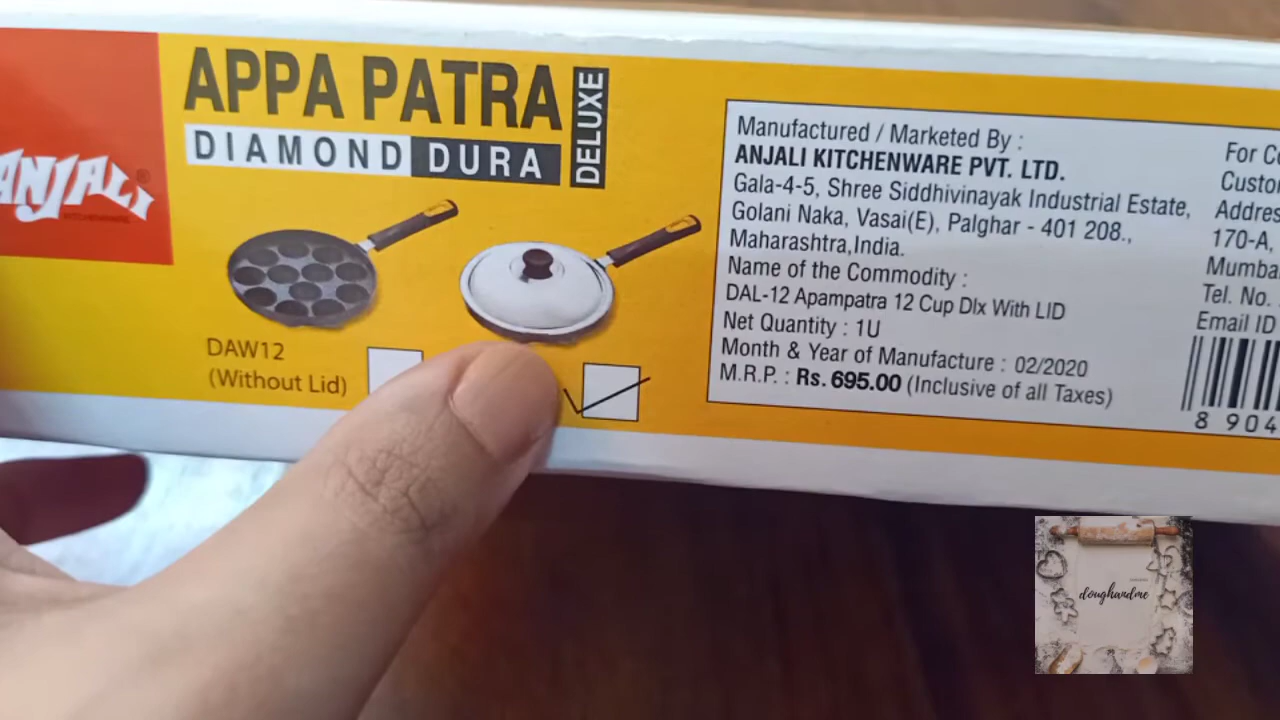 ANJALI
KITCHENWARE
APPA PATRA
DELUXE
DIAMOND DURA
DAW12
(Without Lid)
Manufactured / Marketed By :
ANJALI KITCHENWARE PVT. LTD.
Gala-4-5, Shree Siddhivinayak Industrial Estate,
Golani Naka, Vasai(E), Palghar - 401 208.,
Maharashtra,India.
Name of the Commodity :
DAL-12 Apampatra 12 Cup Dlx With LID
Net Quantity : 1U
Month & Year of Manufacture : 02/2020
M.R.P. : Rs. 695.00 (Inclusive of all Taxes)
For
170-A,
Tel. No.
Email ID
8 904
doughandme